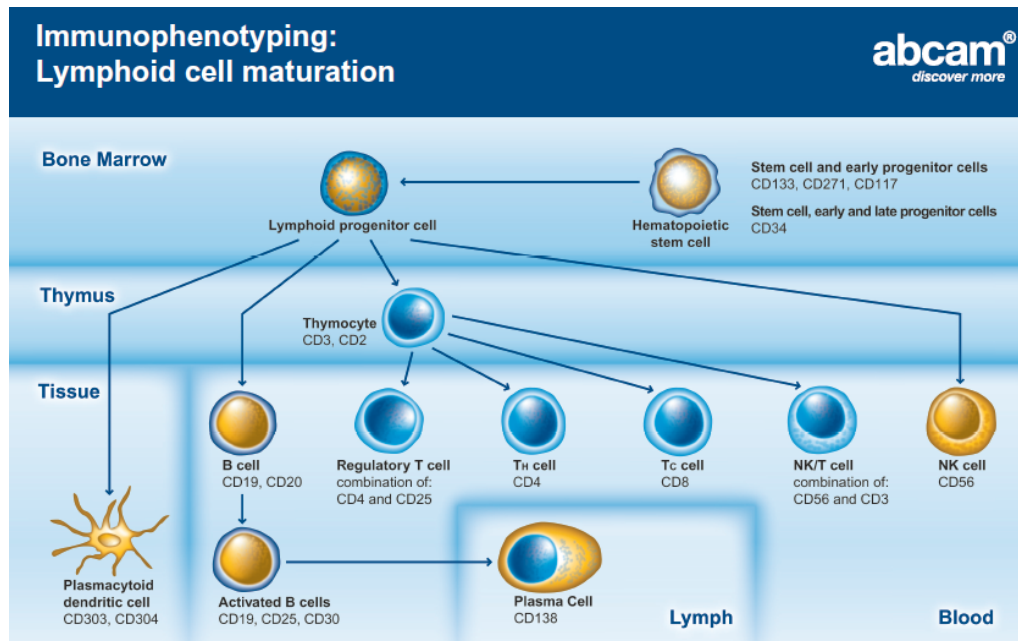 Immunophenotyping:
Lymphoid cell maturation
abcam®
discover more
Bone Marrow
Lymphoid progenitor cell
Hematopoietic
stem cell
Stem cell and early progenitor cells
CD133, CD271, CD117
Stem cell, early and late progenitor cells
CD34
Thymus
Thymocyte
CD3, CD2
Tissue
B cell
CD19, CD20
Regulatory T cell
combination of:
CD4 and CD25
TH cell
CD4
TC cell
CD8
NK/T cell
combination of:
CD56 and CD3
NK cell
CD56
Plasmacytoid
dendritic cell
CD303, CD304
Activated B cells
CD19, CD25, CD30
Plasma Cell
CD138
Lymph
Blood